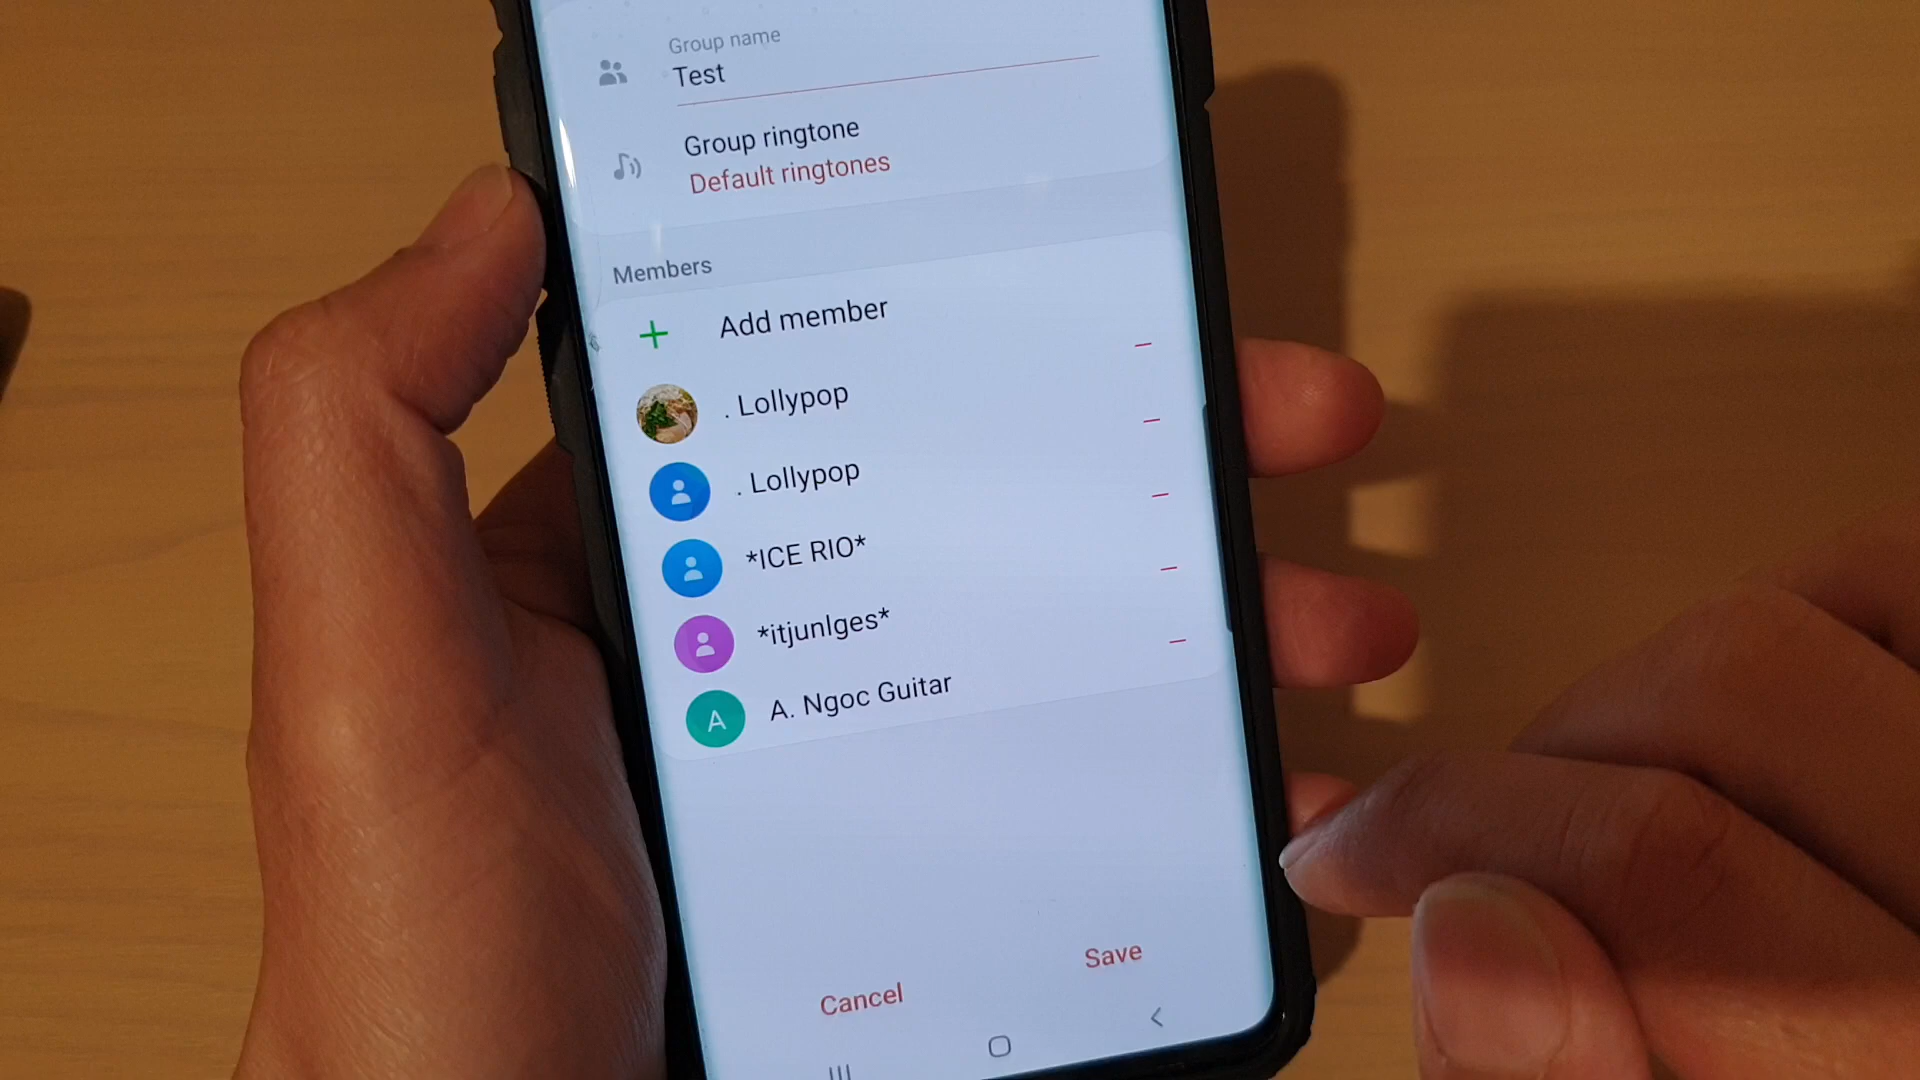 Group name
Test
Group ringtone
Default ringtones
Members
Add member
. Lollypop
. Lollypop
*ICE RIO*
*itjunlges*
A
A. Ngoc Guitar
Cancel
Save